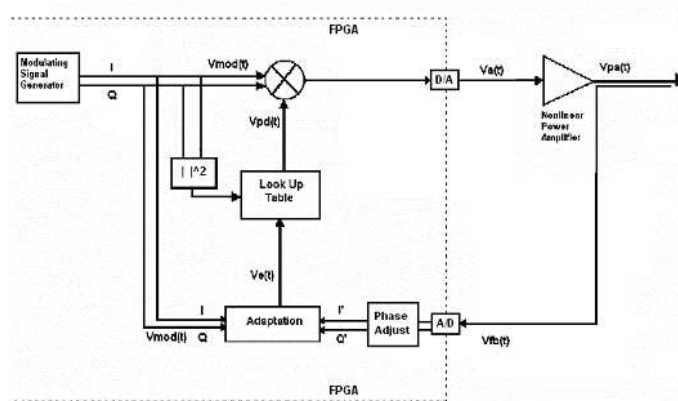 FPGA
Modulating
Signal
Generator
I
Q
Vmod(t)
D/A
Va(t)
Vpa(t)
Nonlinear
Power
Amplifier
Vpd(t)
| |^2
Look Up
Table
Ve(t)
I
Q
Vmod(t)
Adaptation
I'
Q'
Phase
Adjust
A/D
Vfb(t)
FPGA